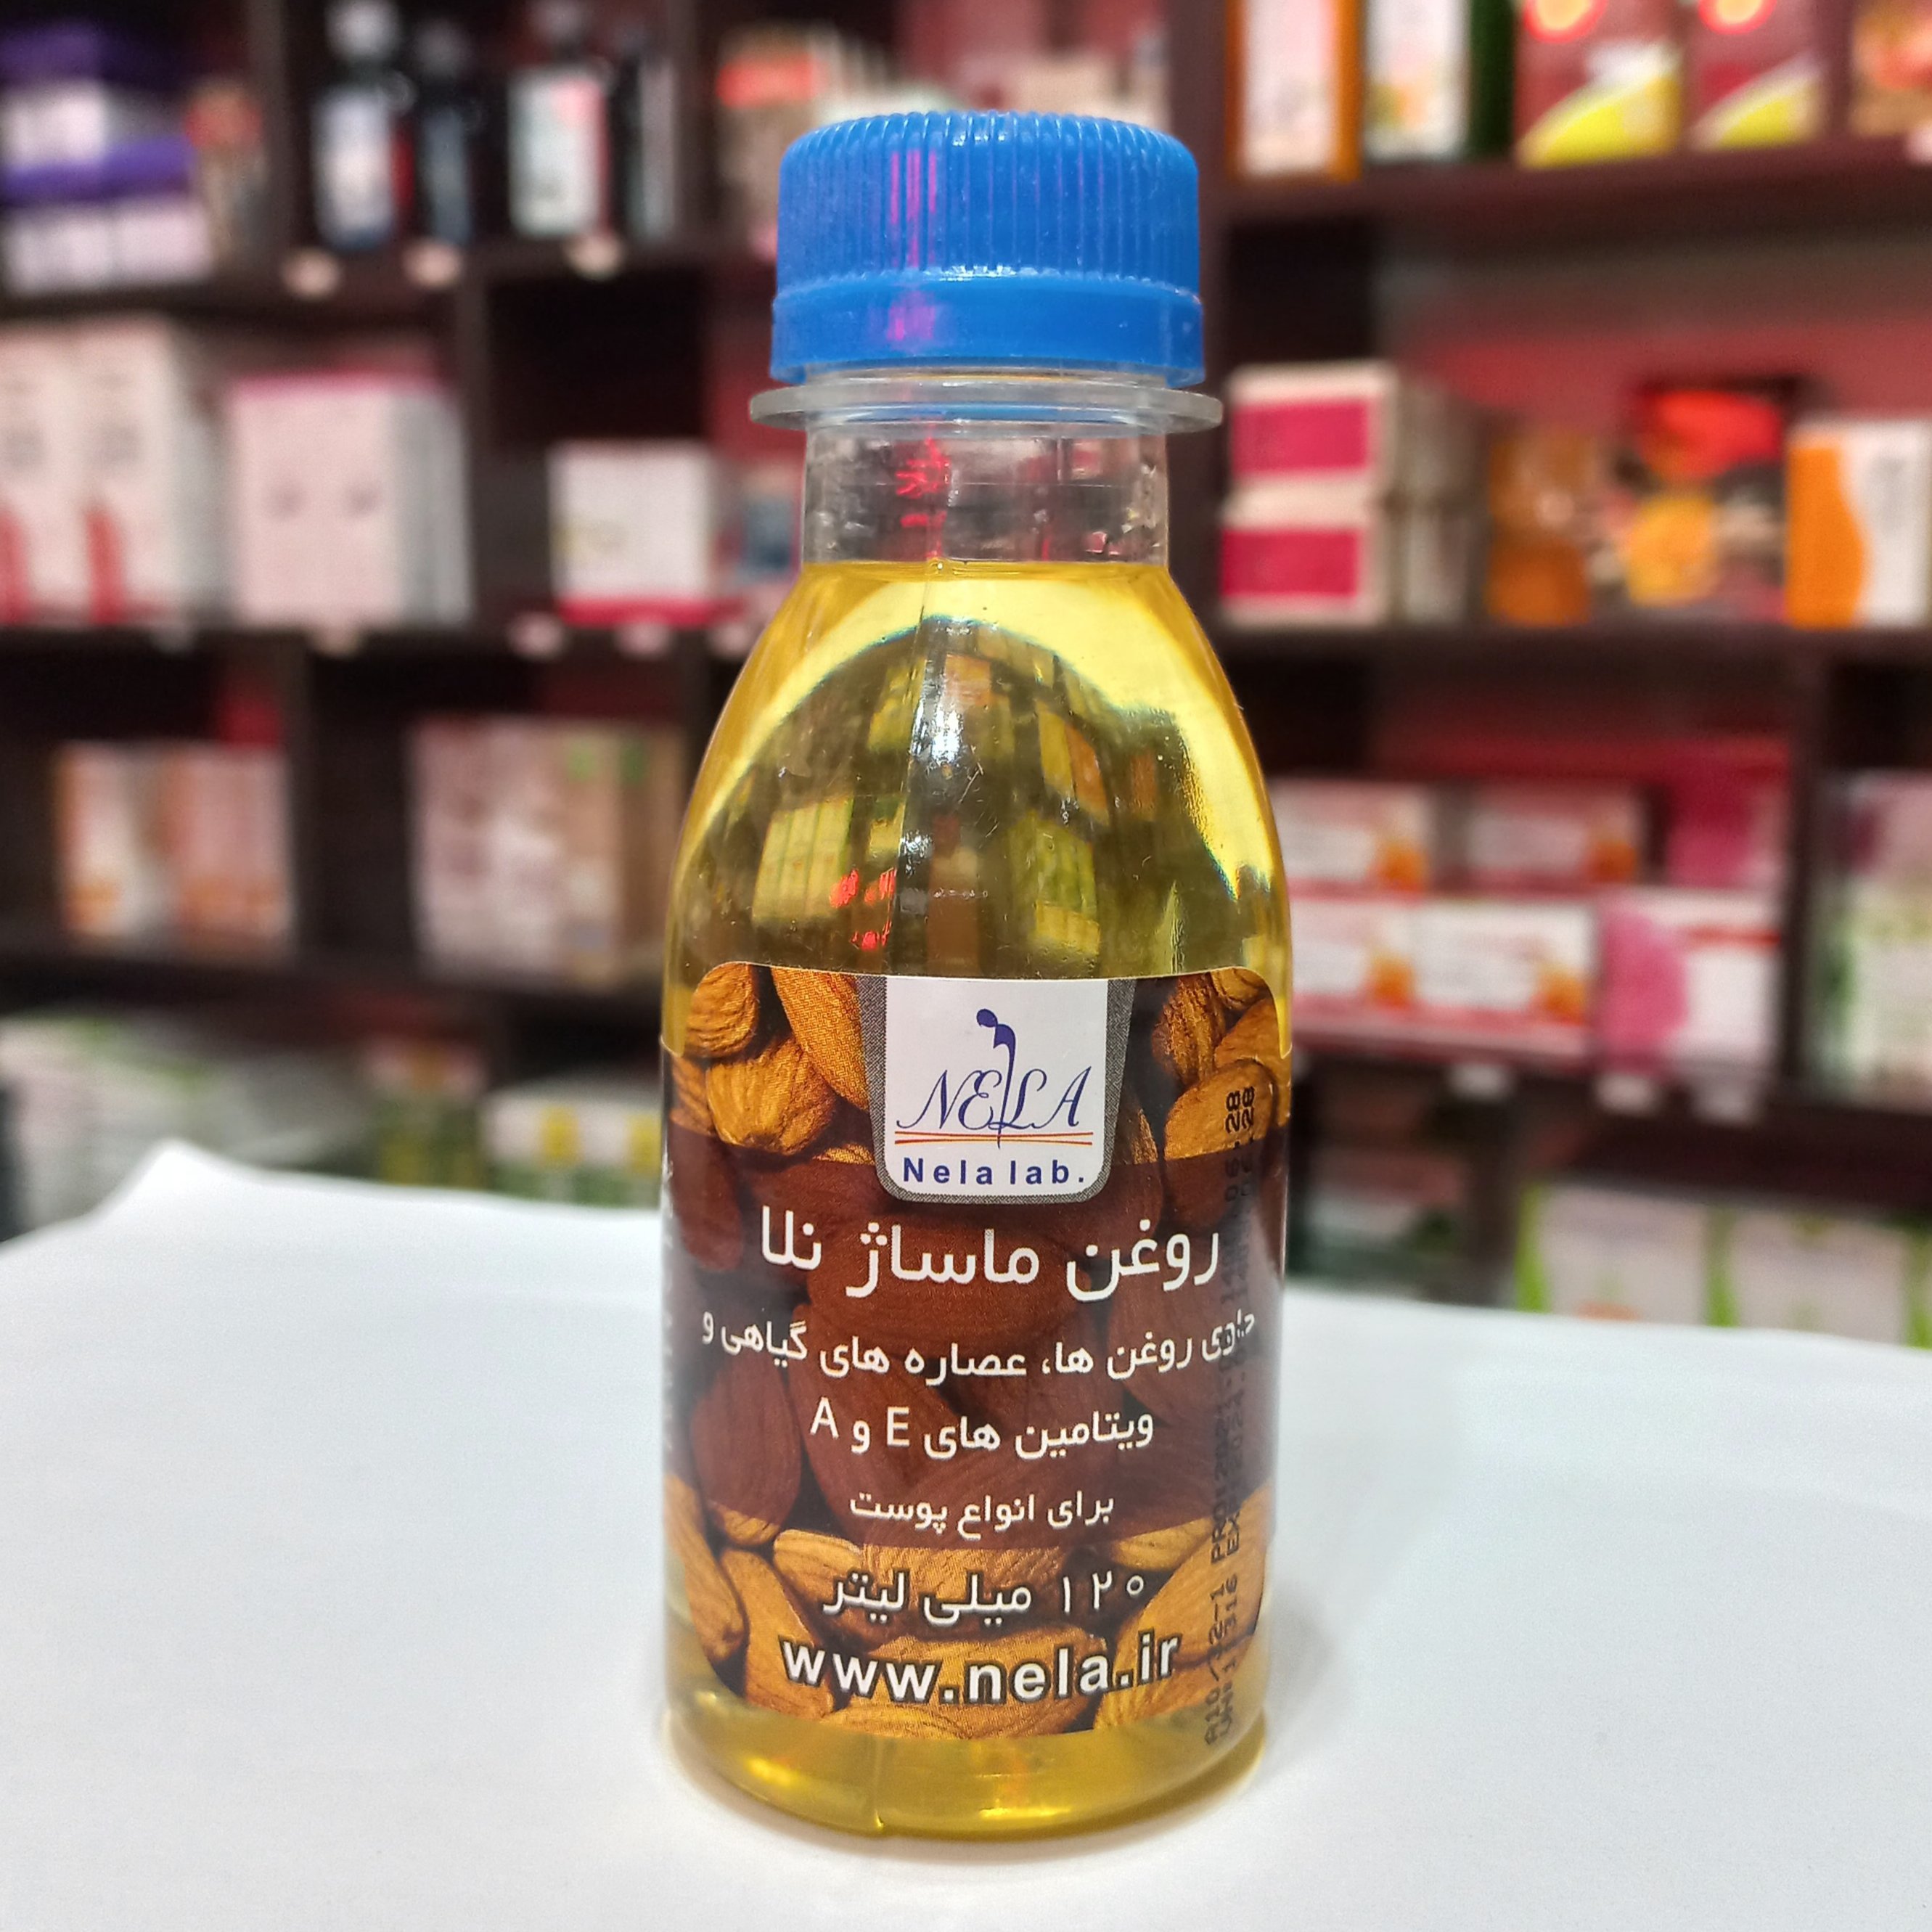 NELA
Nela lab.
روغن ماساژ نلا
حاوی روغن ها، عصاره های گیاهی و
ویتامین های E و A
برای انواع پوست
۱۲۰ میلی لیتر
www.nela.ir